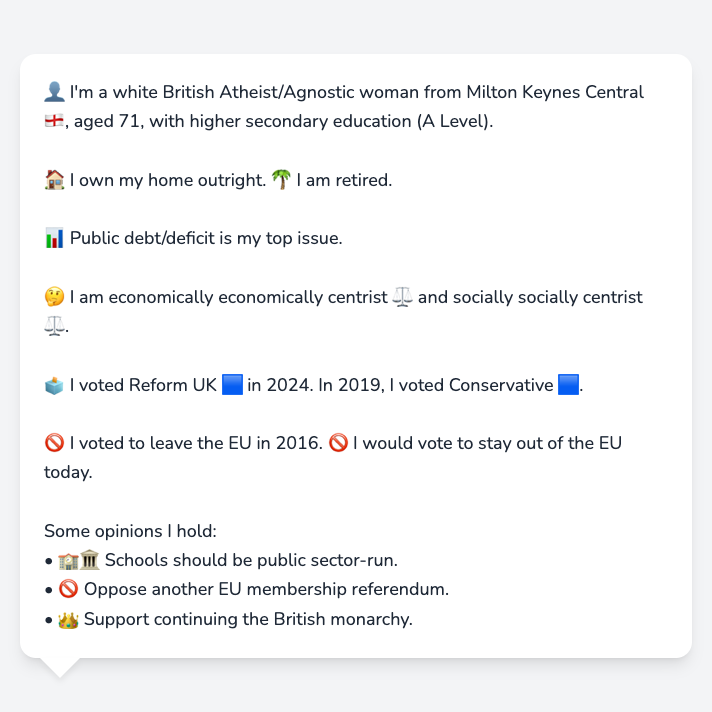 👤 I'm a white British Atheist/Agnostic woman from Milton Keynes Central
🏴󠁧󠁢󠁥󠁮󠁧󠁿, aged 71, with higher secondary education (A Level).
🏠 I own my home outright. 🌴 I am retired.
📊 Public debt/deficit is my top issue.
🤔 I am economically economically centrist ⚖️ and socially socially centrist
⚖️.
🗳️ I voted Reform UK 🟦 in 2024. In 2019, I voted Conservative 🟦.
🚫 I voted to leave the EU in 2016. 🚫 I would vote to stay out of the EU
today.
Some opinions I hold:
• 🏫🏛️ Schools should be public sector-run.
• 🚫 Oppose another EU membership referendum.
• 👑 Support continuing the British monarchy.